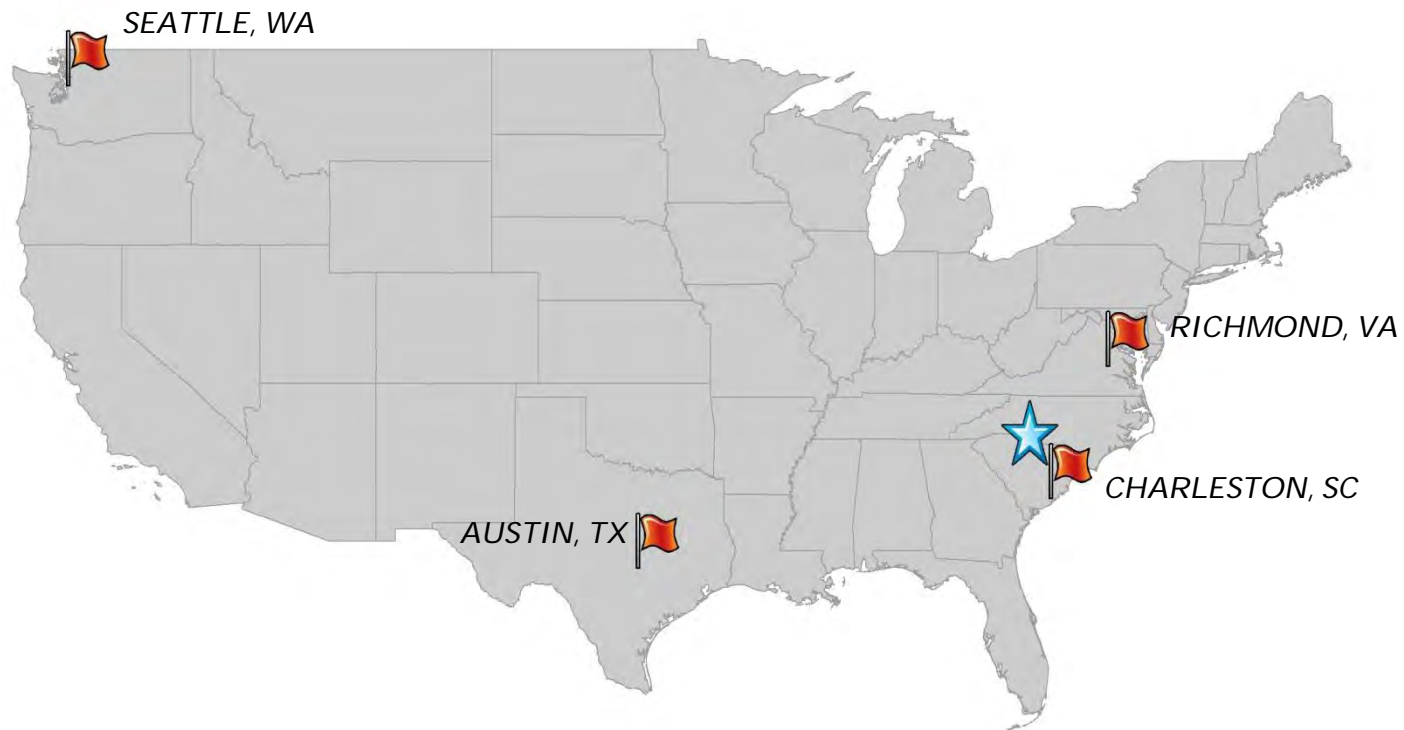 SEATTLE, WA
RICHMOND, VA
CHARLESTON, SC
AUSTIN, TX